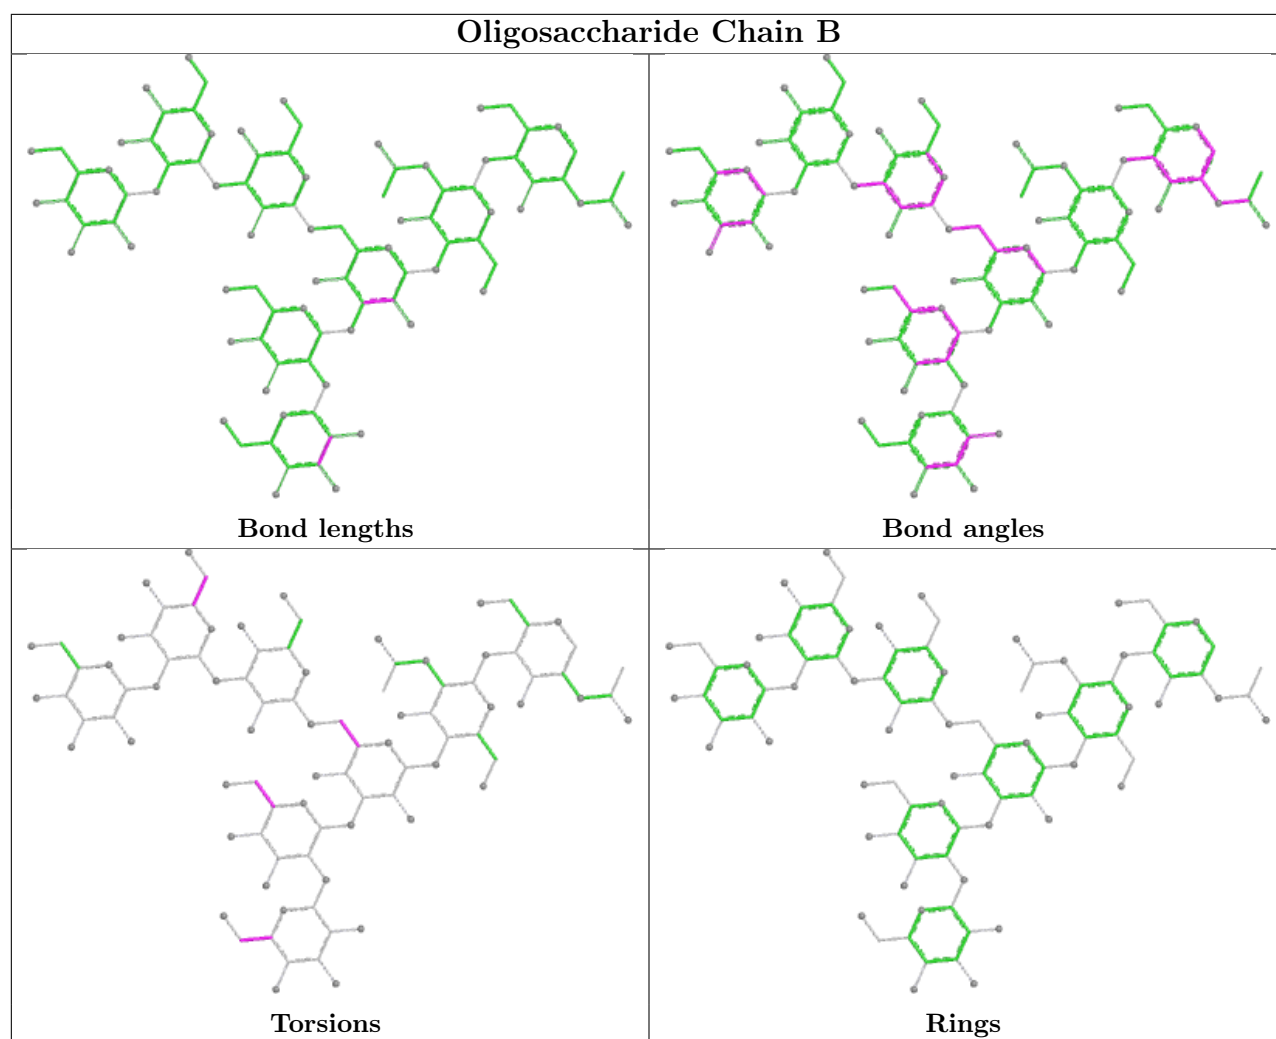 Oligosaccharide Chain B
Bond lengths
Bond angles
Torsions
Rings